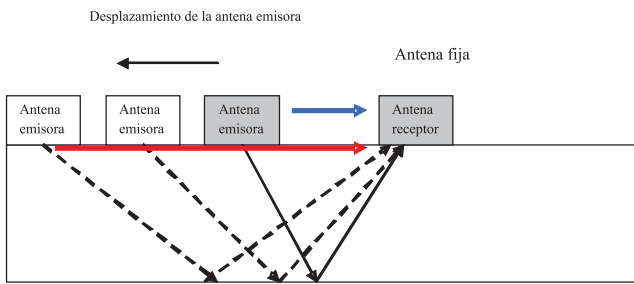 Desplazamiento de la antena emisora
Antena fija
Antena
emisora
Antena
emisora
Antena
emisora
Antena
receptor